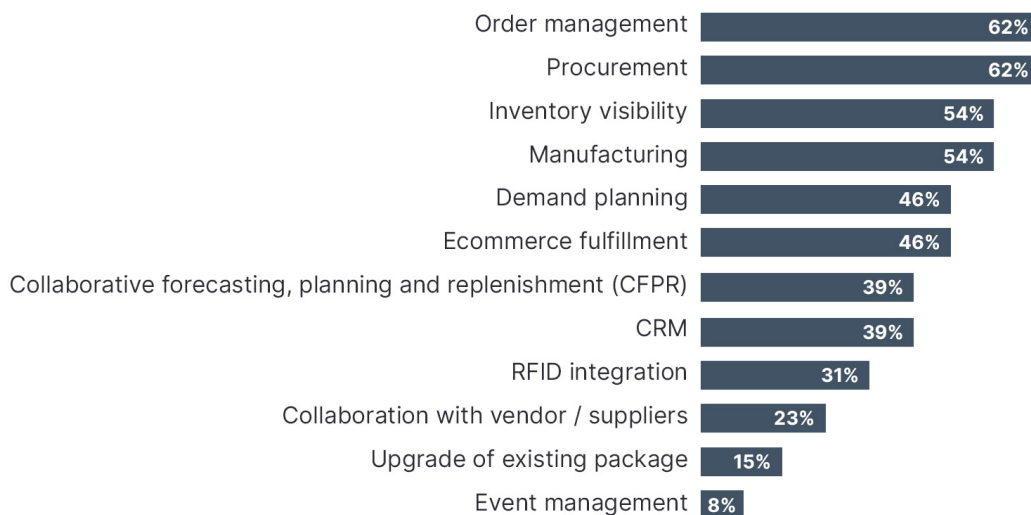 Order management 62%
Procurement 62%
Inventory visibility 54%
Manufacturing 54%
Demand planning 46%
Ecommerce fulfillment 46%
Collaborative forecasting, planning and replenishment (CFPR) 39%
CRM 39%
RFID integration 31%
Collaboration with vendor / suppliers 23%
Upgrade of existing package 15%
Event management 8%